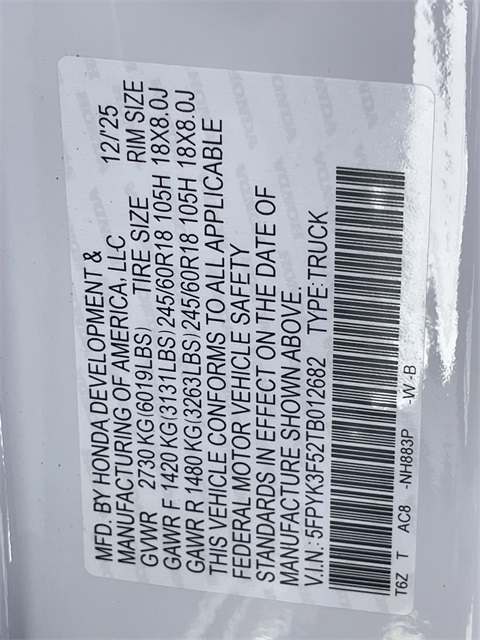 MFD. BY HONDA DEVELOPMENT &
MANUFACTURING OF AMERICA, LLC 12/'25
GVWR 2730 KG(6019LBS) TIRE SIZE RIM SIZE
GAWR F 1420 KG(3131LBS)245/60R18 105H 18X8.0J
GAWR R 1480 KG(3263LBS)245/60R18 105H 18X8.0J
THIS VEHICLE CONFORMS TO ALL APPLICABLE
FEDERAL MOTOR VEHICLE SAFETY
STANDARDS IN EFFECT ON THE DATE OF
MANUFACTURE SHOWN ABOVE.
V.I.N.:5FPYK3F52TB012682 TYPE:TRUCK
T6Z T AC8 -NH883P -W-B